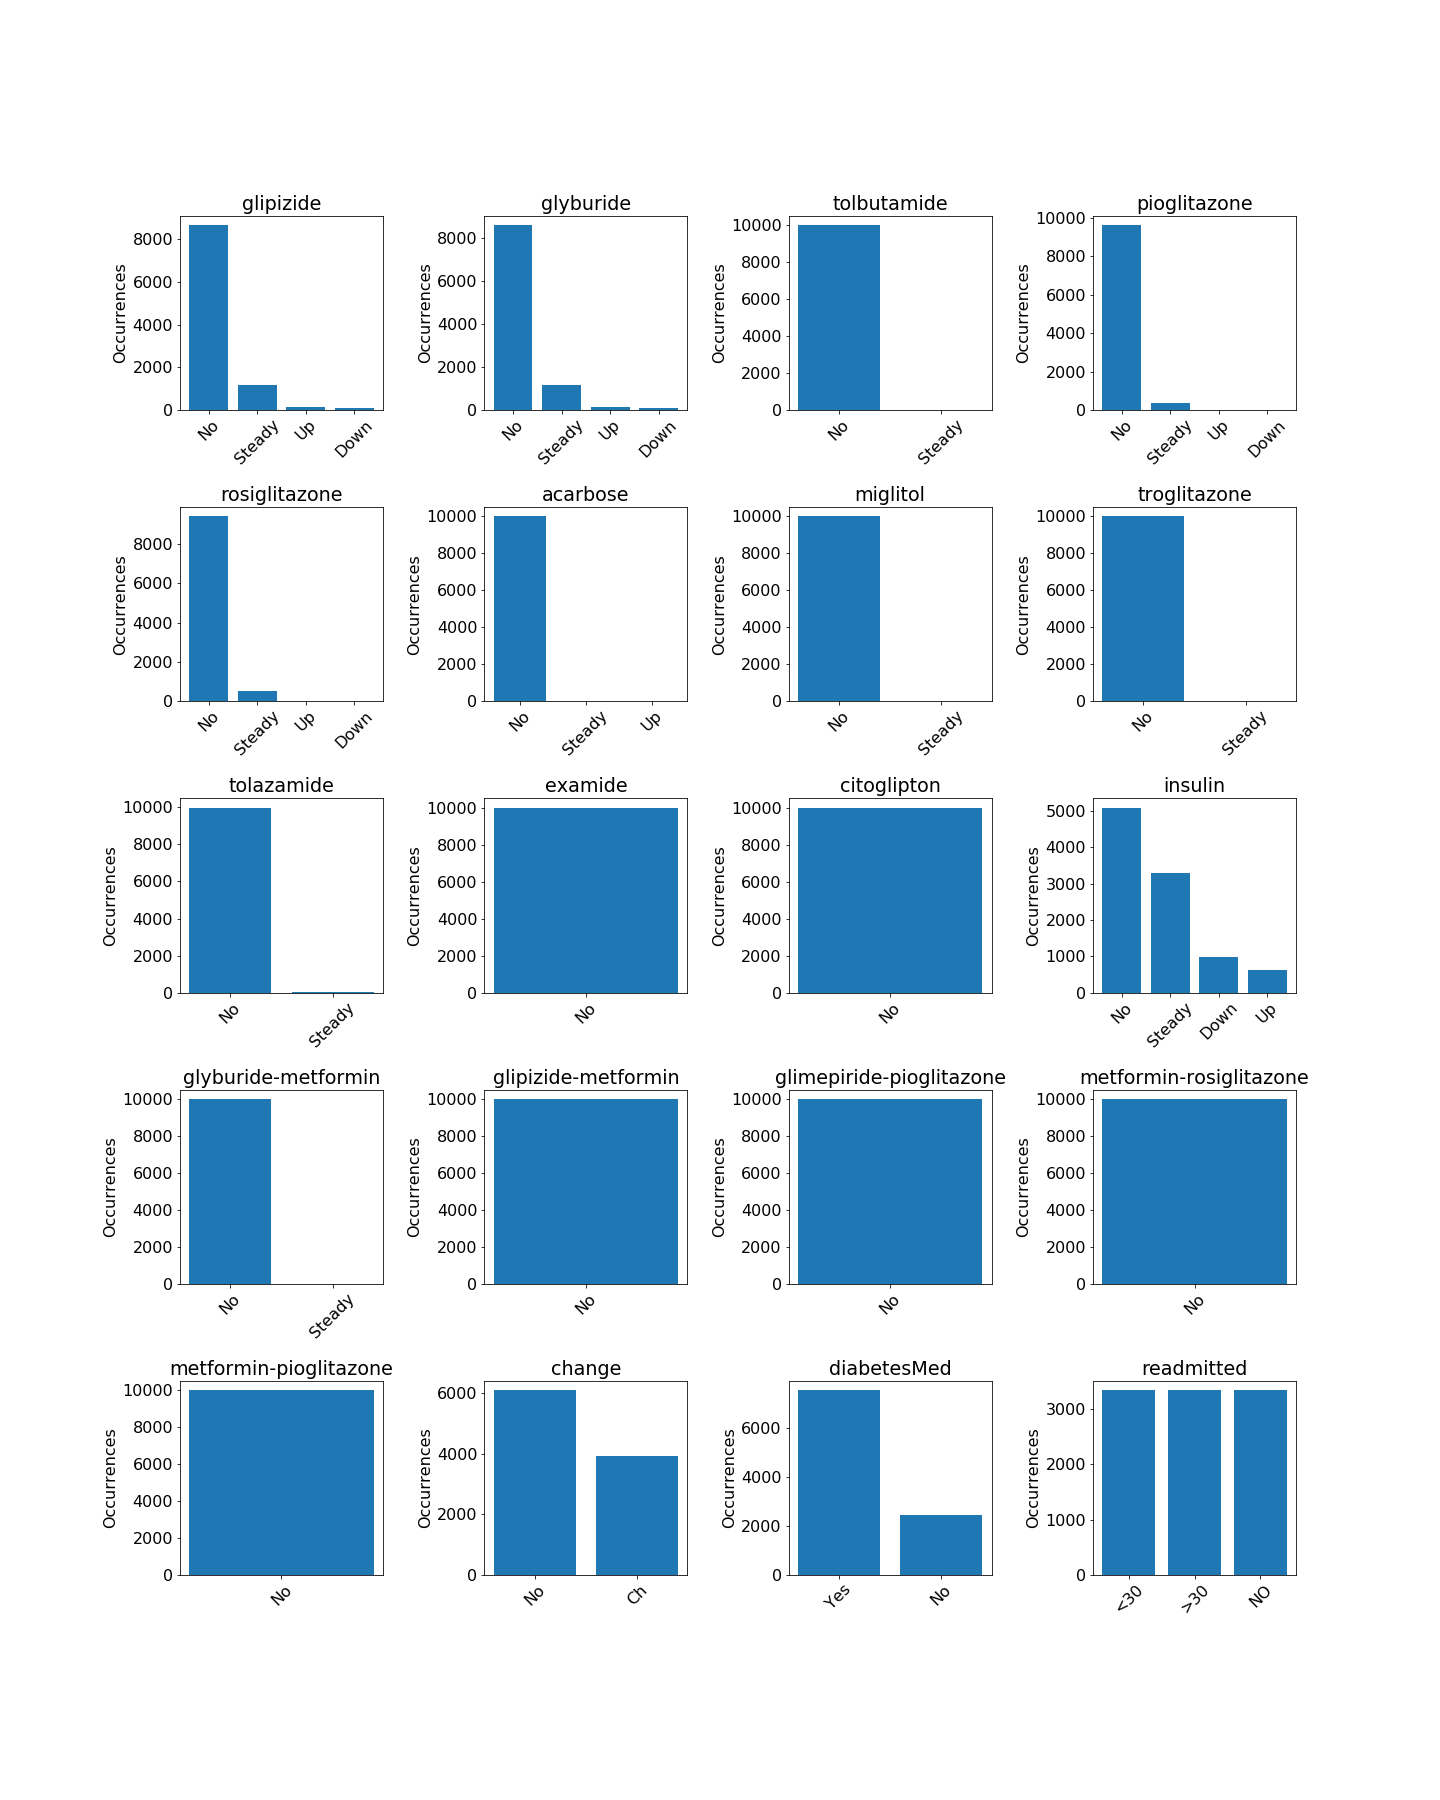 glipizide
Occurrences
8000
6000
4000
2000
0
No
Steady
Up
Down
glyburide
Occurrences
8000
6000
4000
2000
0
No
Steady
Up
Down
tolbutamide
Occurrences
10000
8000
6000
4000
2000
0
No
Steady
pioglitazone
Occurrences
10000
8000
6000
4000
2000
0
No
Steady
Up
Down
rosiglitazone
Occurrences
8000
6000
4000
2000
0
No
Steady
Up
Down
acarbose
Occurrences
10000
8000
6000
4000
2000
0
No
Steady
Up
miglitol
Occurrences
10000
8000
6000
4000
2000
0
No
Steady
troglitazone
Occurrences
10000
8000
6000
4000
2000
0
No
Steady
tolazamide
Occurrences
10000
8000
6000
4000
2000
0
No
Steady
examide
Occurrences
10000
8000
6000
4000
2000
0
No
citoglipton
Occurrences
10000
8000
6000
4000
2000
0
No
insulin
Occurrences
5000
4000
3000
2000
1000
0
No
Steady
Down
Up
glyburide-metformin
Occurrences
10000
8000
6000
4000
2000
0
No
Steady
glipizide-metformin
Occurrences
10000
8000
6000
4000
2000
0
No
glimepiride-pioglitazone
Occurrences
10000
8000
6000
4000
2000
0
No
metformin-rosiglitazone
Occurrences
10000
8000
6000
4000
2000
0
No
metformin-pioglitazone
Occurrences
10000
8000
6000
4000
2000
0
No
change
Occurrences
6000
4000
2000
0
No
Ch
diabetesMed
Occurrences
6000
4000
2000
0
Yes
No
readmitted
Occurrences
3000
2000
1000
0
<30
>30
NO